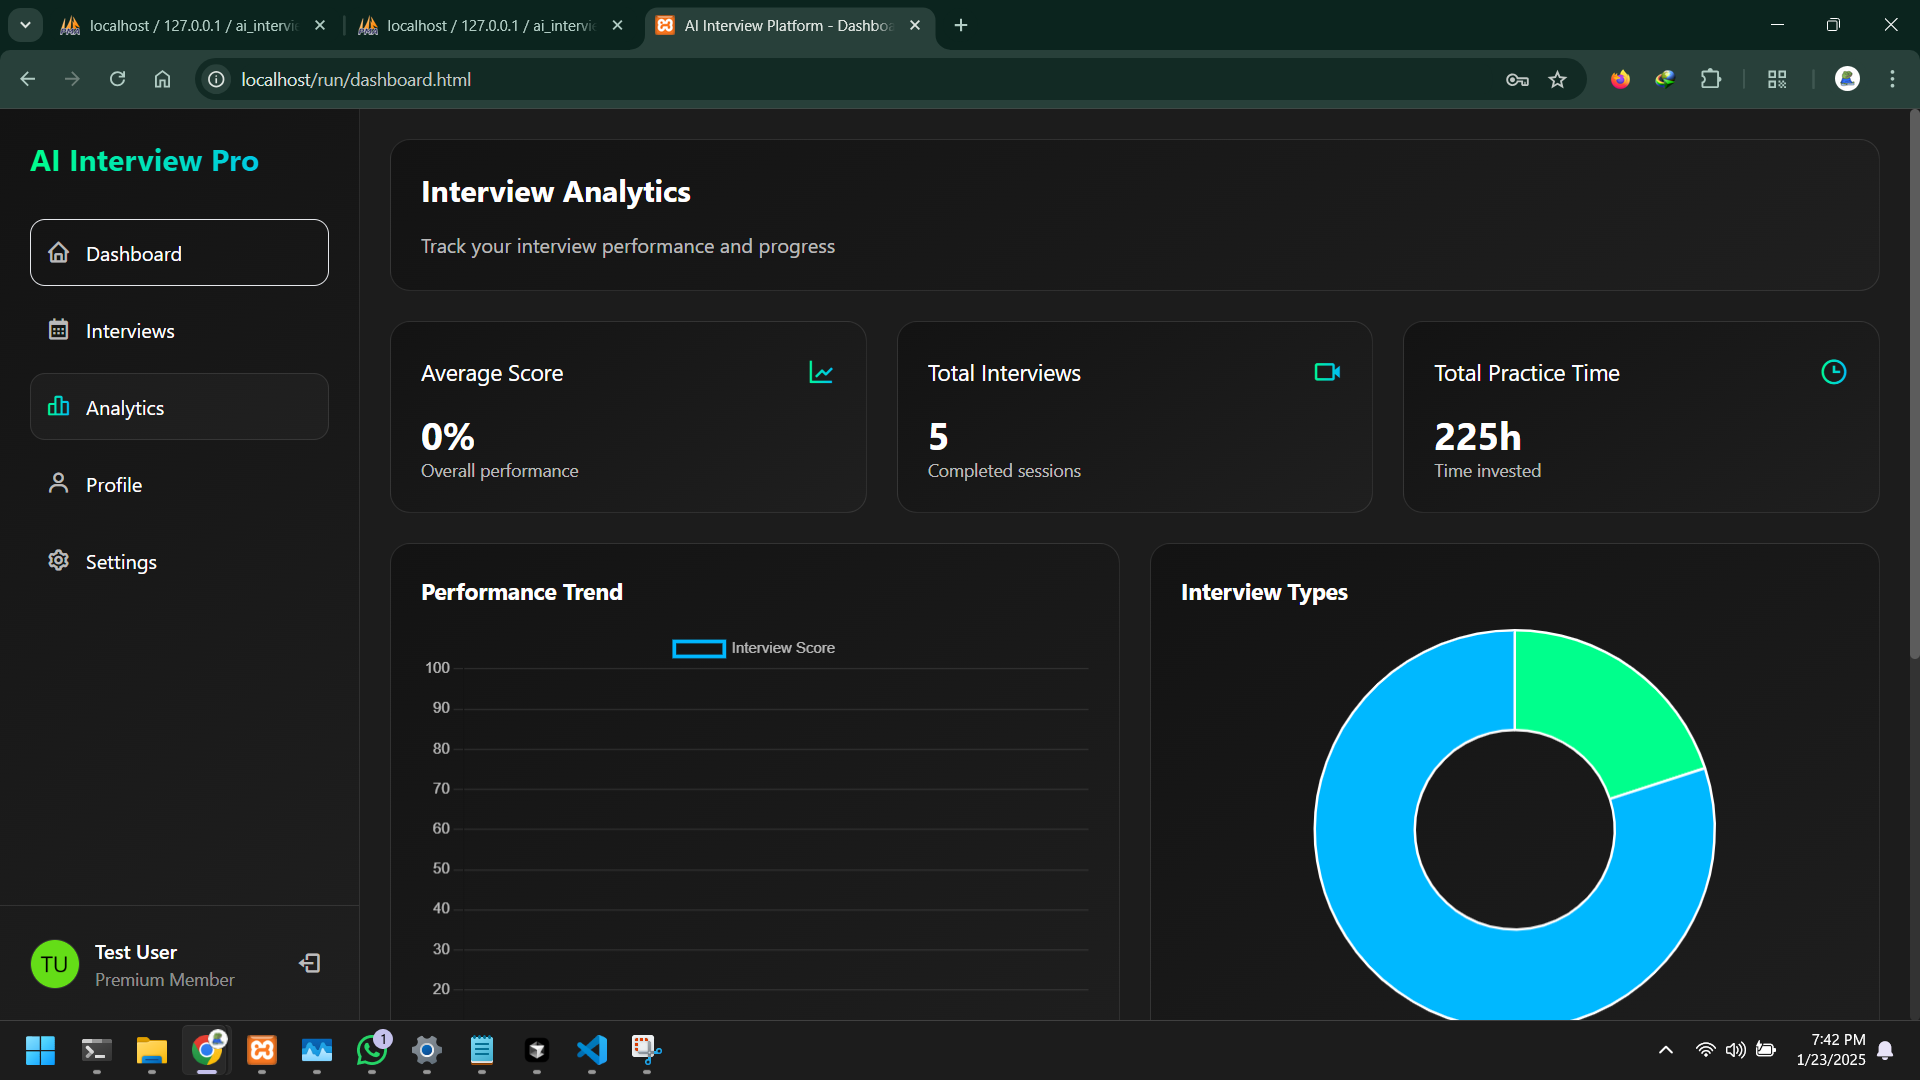 localhost / 127.0.0.1 / ai_intervie
localhost / 127.0.0.1 / ai_intervie
AI Interview Platform - Dashboa
localhost/run/dashboard.html
AI Interview Pro
Dashboard
Interviews
Analytics
Profile
Settings
TU
Test User
Premium Member
Interview Analytics
Track your interview performance and progress
Average Score
0%
Overall performance
Total Interviews
5
Completed sessions
Total Practice Time
225h
Time invested
Performance Trend
Interview Score
100
90
80
70
60
50
40
30
20
Interview Types
1
7:42 PM
1/23/2025